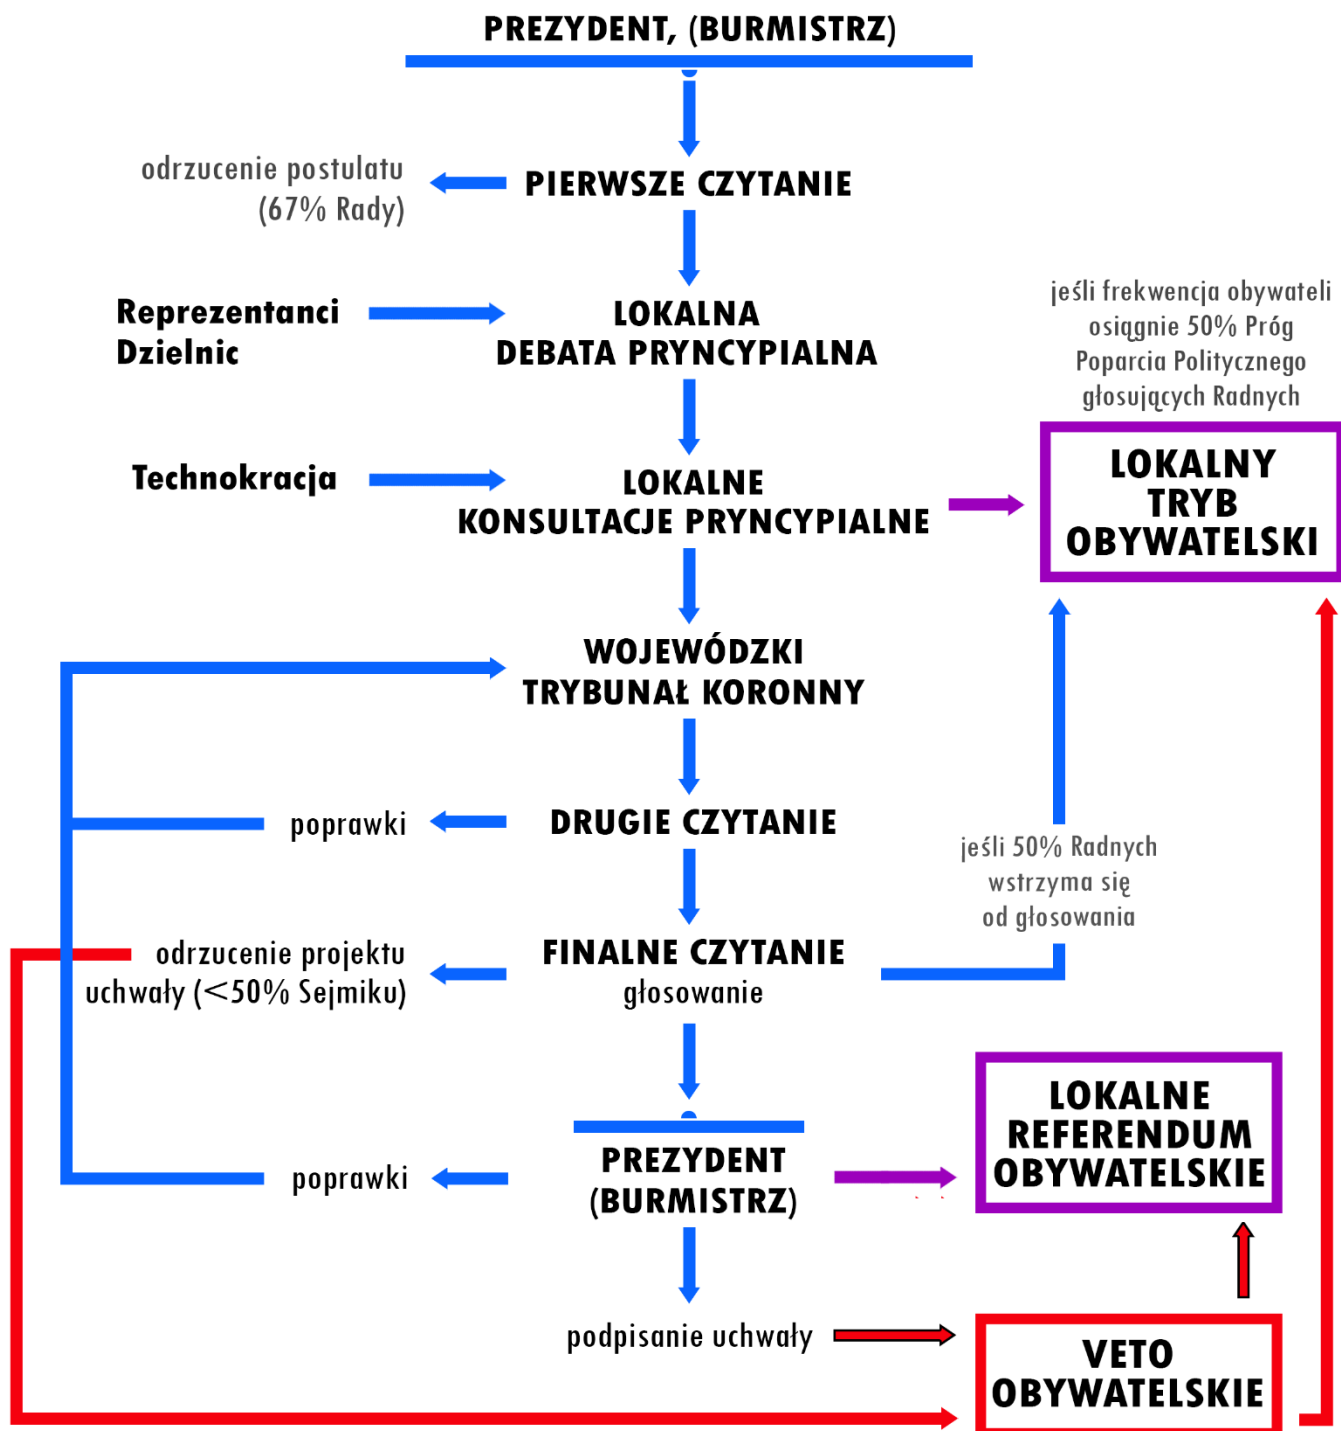 PREZYDENT, (BURMISTRZ)
odrzucenie postulatu
(67% Rady)
PIERWSZE CZYTANIE
Reprezentanci
Dzielnic
LOKALNA
DEBATA PRYNCYPIALNA
jeśli frekwencja obywateli
osiągnie 50% Próg
Poparcia Politycznego
głosujących Radnych
Technokracja
LOKALNE
KONSULTACJE PRYNCYPIALNE
LOKALNY
TRYB
OBYWATELSKI
WOJEWÓDZKI
TRYBUNAŁ KORONNY
poprawki
DRUGIE CZYTANIE
jeśli 50% Radnych
wstrzyma się
od głosowania
odrzucenie projektu
uchwały (<50% Sejmiku)
FINALNE CZYTANIE
głosowanie
poprawki
PREZYDENT
(BURMISTRZ)
LOKALNE
REFERENDUM
OBYWATELSKIE
podpisanie uchwały
VETO
OBYWATELSKIE